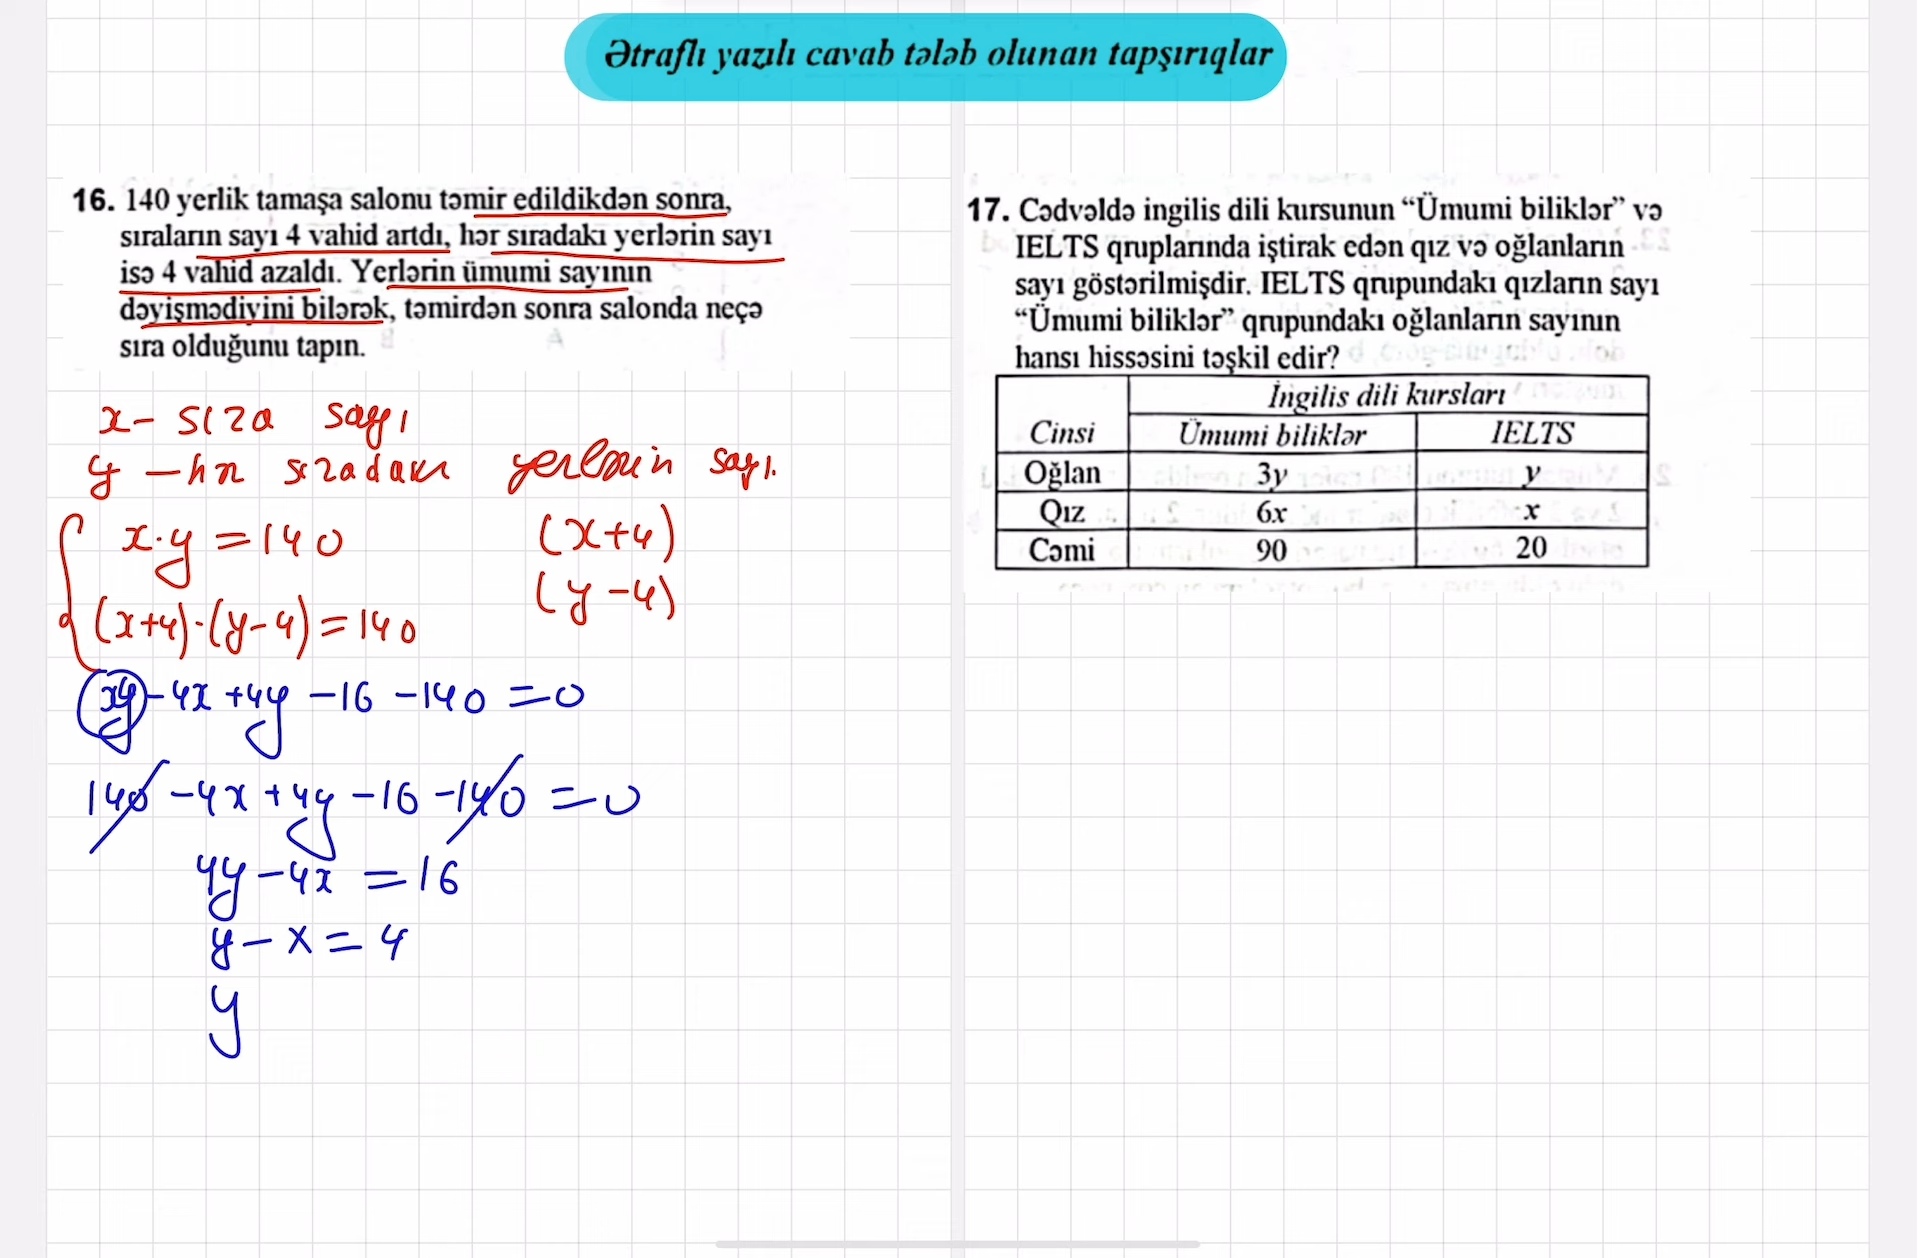 Ətraflı yazılı cavab tələb olunan tapşırıqlar
16. 140 yerlik tamaşa salonu təmir edildikdən sonra,
sıraların sayı 4 vahid artdı, hər sıradakı yerlərin sayı
isə 4 vahid azaldı. Yerlərin ümumi sayının
dəyişmədiyini bilərək, təmirdən sonra salonda neçə
sıra olduğunu tapın.
x - sıra sayı
y - hər sıradakı yerlərin sayı.
x·y = 140
(x+4)
(y-4)
(x+4)·(y-4) = 140
xy - 4x + 4y - 16 - 140 = 0
140 - 4x + 4y - 16 - 140 = 0
4y - 4x = 16
y - x = 4
y
17. Cədvəldə ingilis dili kursunun “Ümumi biliklər” və
IELTS qruplarında iştirak edən qız və oğlanların
sayı göstərilmişdir. IELTS qrupundakı qızların sayı
“Ümumi biliklər” qrupundakı oğlanların sayının
hansı hissəsini təşkil edir?
İngilis dili kursları
Cinsi Ümumi biliklər IELTS
Oğlan 3y y
Qız 6x x
Cəmi 90 20